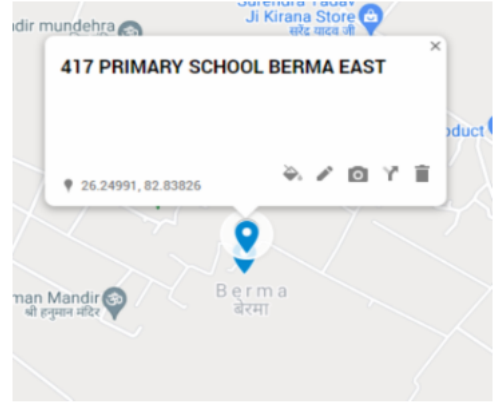 Surendra Yadav
Ji Kirana Store
सुरेंद्र यादव जी
dir mundehra
417 PRIMARY SCHOOL BERMA EAST
oduct
26.24991, 82.83826
Berma
बेरमा
man Mandir
श्री हनुमान मंदिर